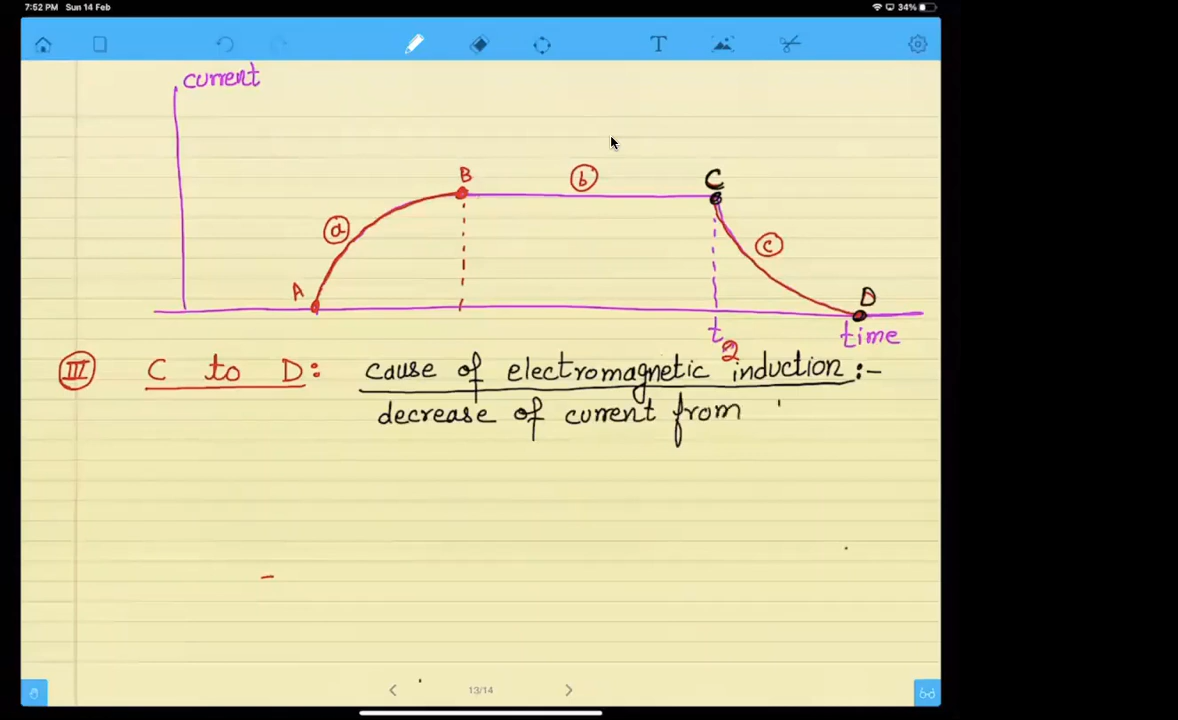 7:52 PM Sun 14 Feb
34%
T
current
B
b
C
a
c
A
D
t2
time
III C to D: cause of electromagnetic induction :-
decrease of current from
13/14